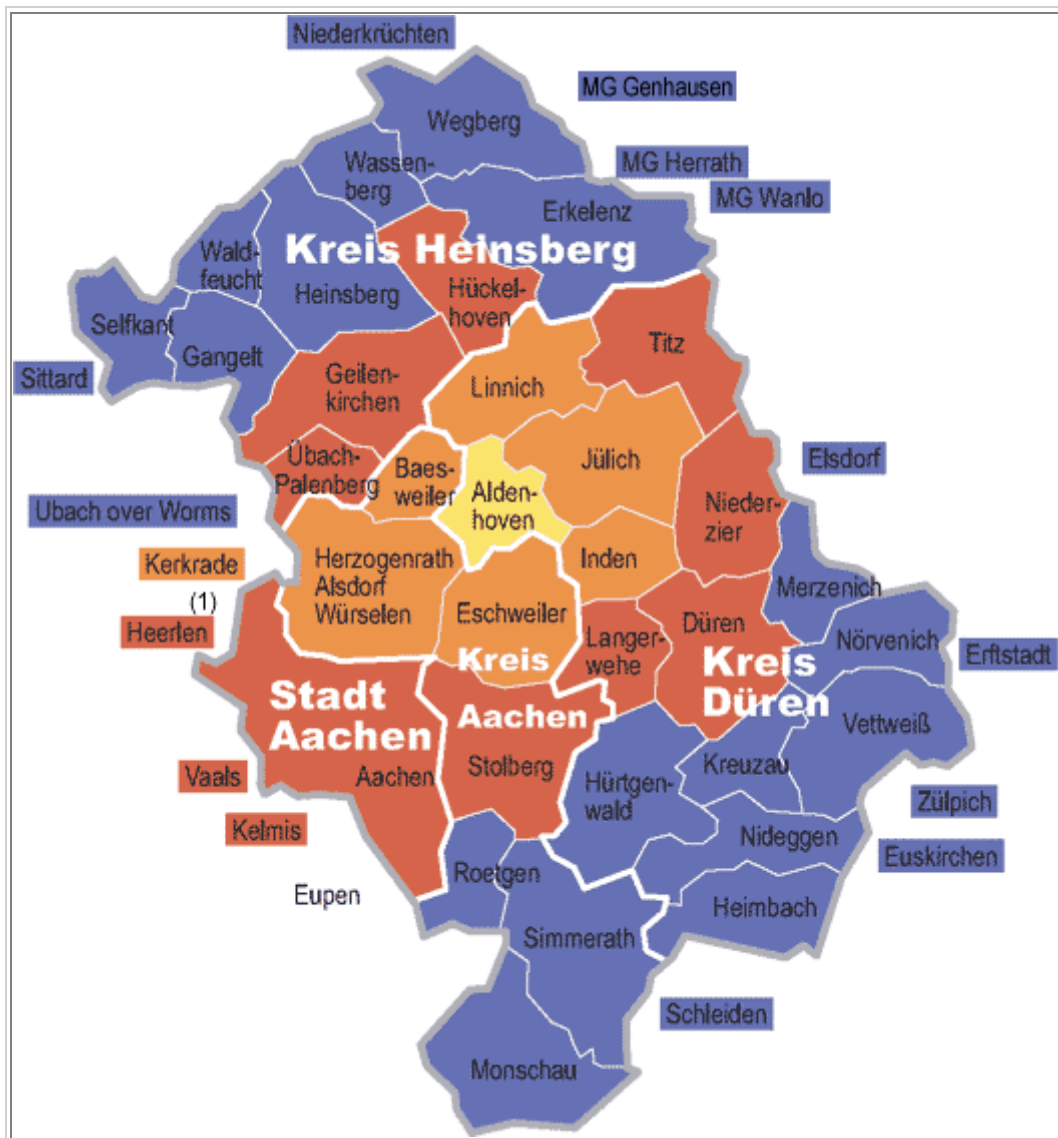 Niederkrüchten
MG Genhausen
Wegberg
MG Herrath
Wassen-
berg
MG Wanlo
Erkelenz
Wald-
feucht
Kreis Heinsberg
Heinsberg
Hückel-
hoven
Selfkant
Gangelt
Titz
Sittard
Geilen-
kirchen
Linnich
Übach-
Palenberg
Baes-
weiler
Jülich
Elsdorf
Alden-
hoven
Nieder-
zier
Ubach over Worms
Kerkrade
(1)
Heerlen
Herzogenrath
Alsdorf
Würselen
Eschweiler
Inden
Merzenich
Langer-
wehe
Düren
Nörvenich
Erftstadt
Kreis
Aachen
Kreis
Düren
Stadt
Aachen
Vettweiß
Vaals
Aachen
Stolberg
Hürtgen-
wald
Kreuzau
Zülpich
Kelmis
Nideggen
Euskirchen
Eupen
Roetgen
Heimbach
Simmerath
Schleiden
Monschau